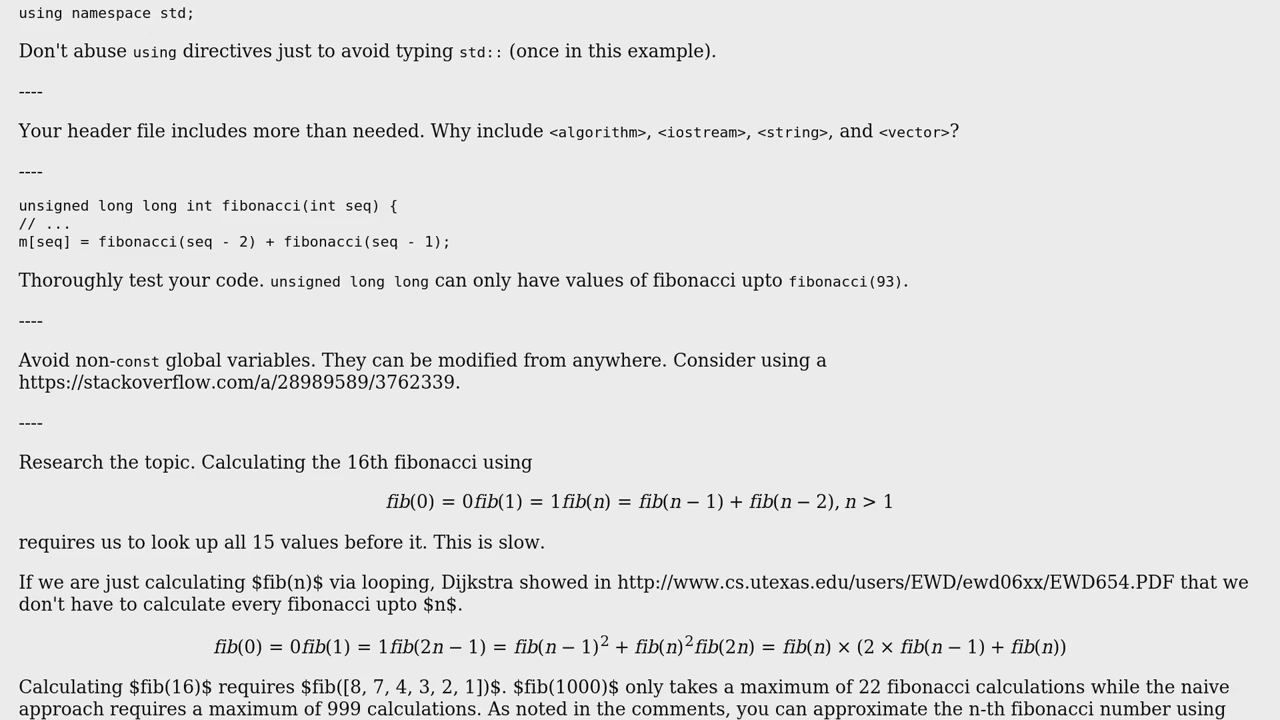 using namespace std;
Don't abuse using directives just to avoid typing std:: (once in this example).
----
Your header file includes more than needed. Why include <algorithm>, <iostream>, <string>, and <vector>?
----
unsigned long long int fibonacci(int seq) {
// ...
m[seq] = fibonacci(seq - 2) + fibonacci(seq - 1);
Thoroughly test your code. unsigned long long can only have values of fibonacci upto fibonacci(93).
----
Avoid non-const global variables. They can be modified from anywhere. Consider using a
https://stackoverflow.com/a/28989589/3762339.
----
Research the topic. Calculating the 16th fibonacci using
fib(0) = 0fib(1) = 1fib(n) = fib(n − 1) + fib(n − 2), n > 1
requires us to look up all 15 values before it. This is slow.
If we are just calculating $fib(n)$ via looping, Dijkstra showed in http://www.cs.utexas.edu/users/EWD/ewd06xx/EWD654.PDF that we
don't have to calculate every fibonacci upto $n$.
fib(0) = 0fib(1) = 1fib(2n − 1) = fib(n − 1)² + fib(n)²fib(2n) = fib(n) × (2 × fib(n − 1) + fib(n))
Calculating $fib(16)$ requires $fib([8, 7, 4, 3, 2, 1])$. $fib(1000)$ only takes a maximum of 22 fibonacci calculations while the naive
approach requires a maximum of 999 calculations. As noted in the comments, you can approximate the n-th fibonacci number using